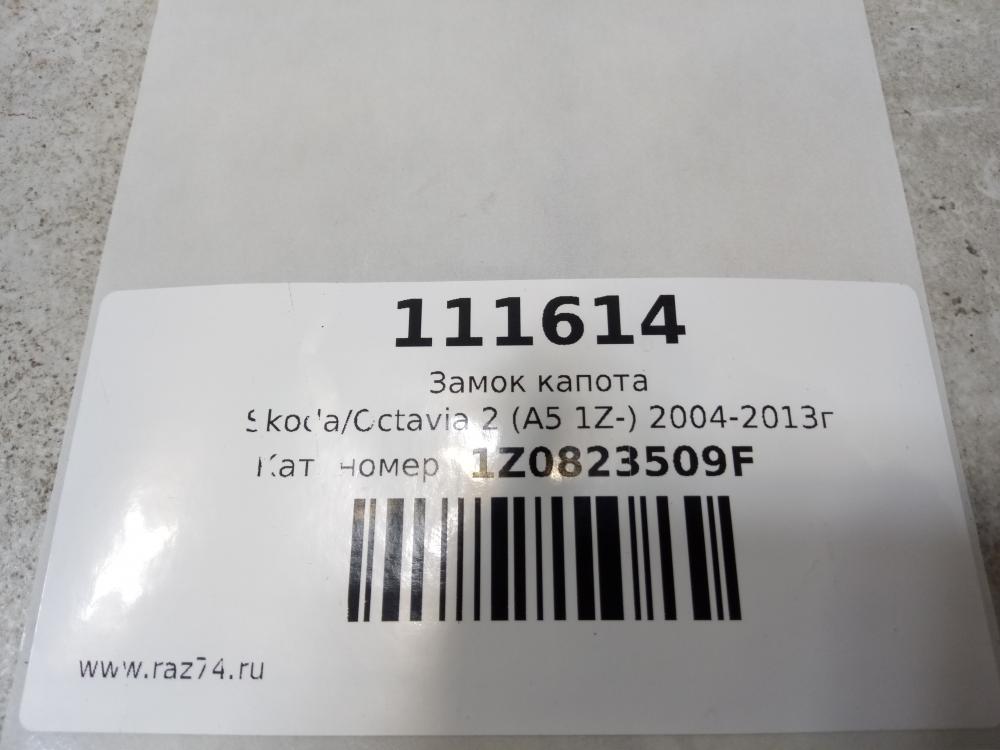 111614
Замок капота
Skoda/Octavia 2 (A5 1Z-) 2004-2013г
Кат. номер 1Z0823509F
www.raz74.ru